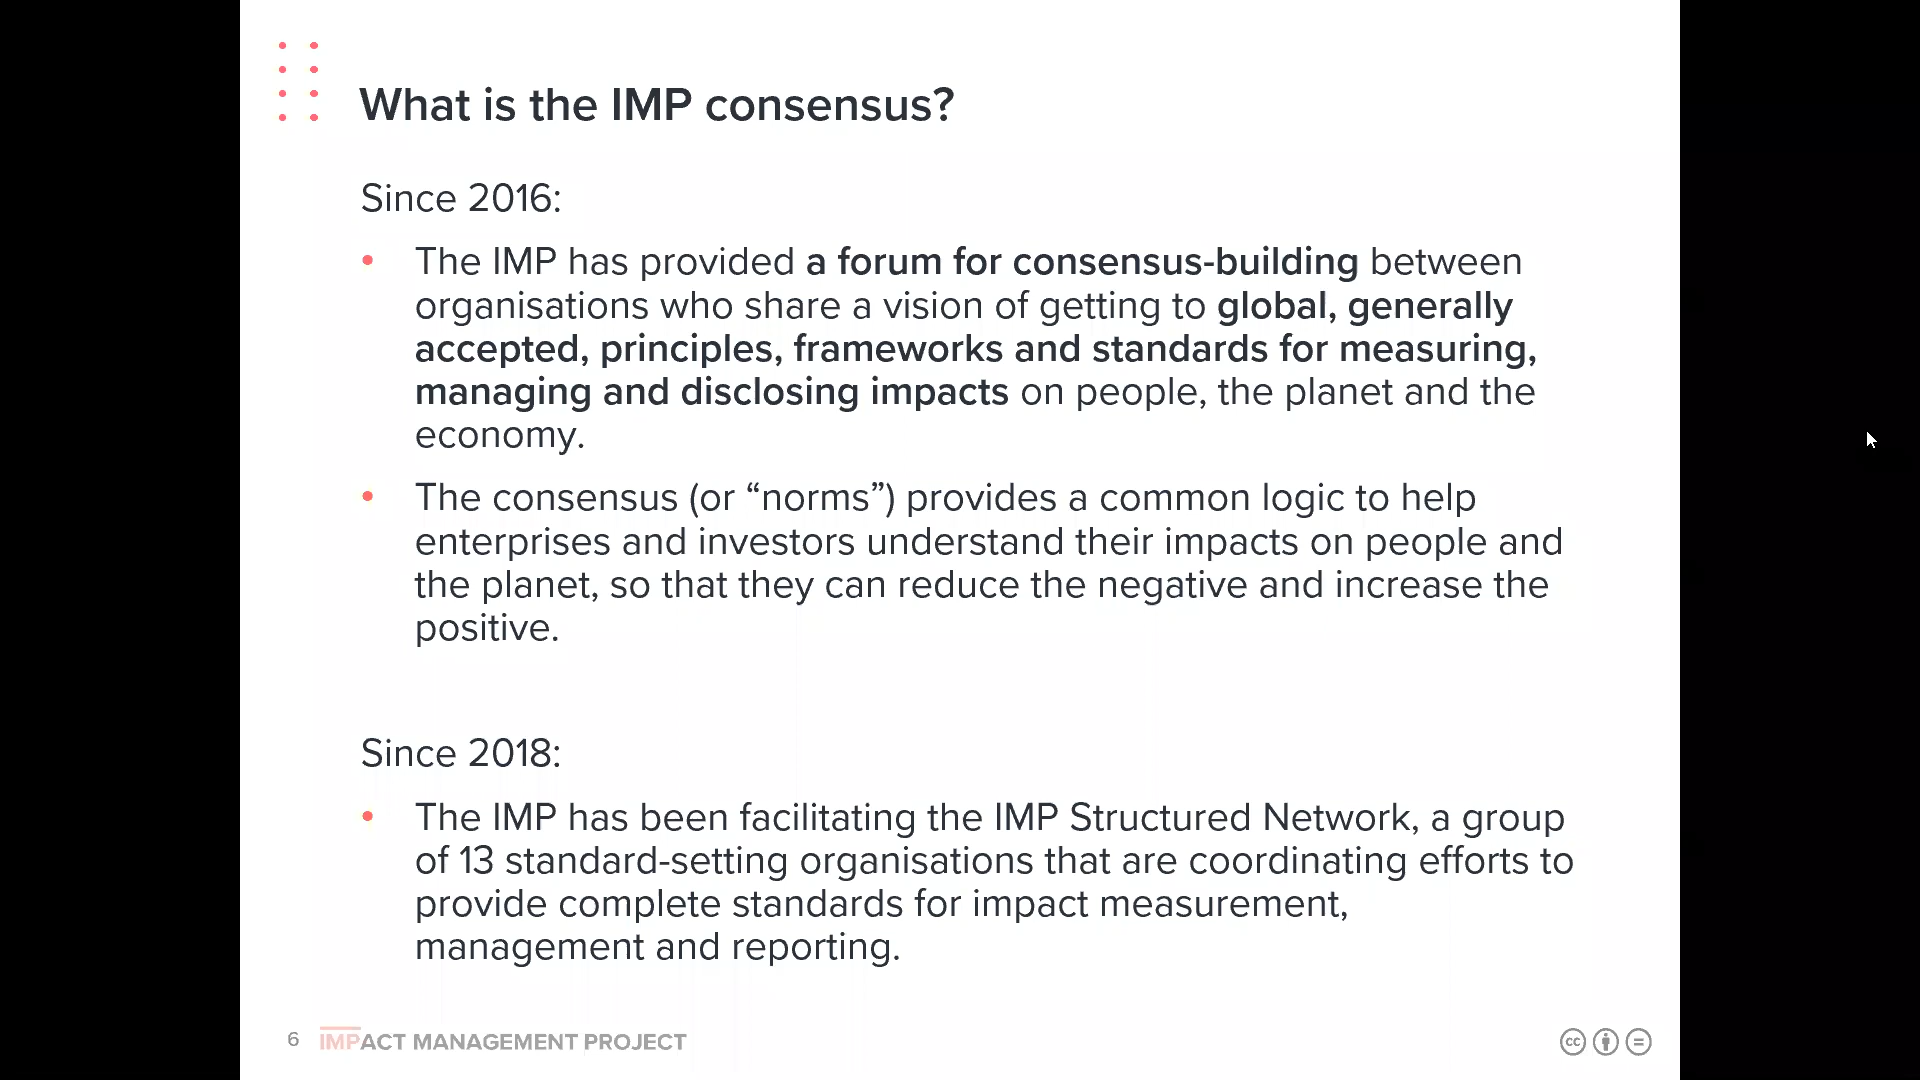 What is the IMP consensus?
Since 2016:
• The IMP has provided a forum for consensus-building between
organisations who share a vision of getting to global, generally
accepted, principles, frameworks and standards for measuring,
managing and disclosing impacts on people, the planet and the
economy.
• The consensus (or “norms”) provides a common logic to help
enterprises and investors understand their impacts on people and
the planet, so that they can reduce the negative and increase the
positive.
Since 2018:
• The IMP has been facilitating the IMP Structured Network, a group
of 13 standard-setting organisations that are coordinating efforts to
provide complete standards for impact measurement,
management and reporting.
6 IMPACT MANAGEMENT PROJECT
cc